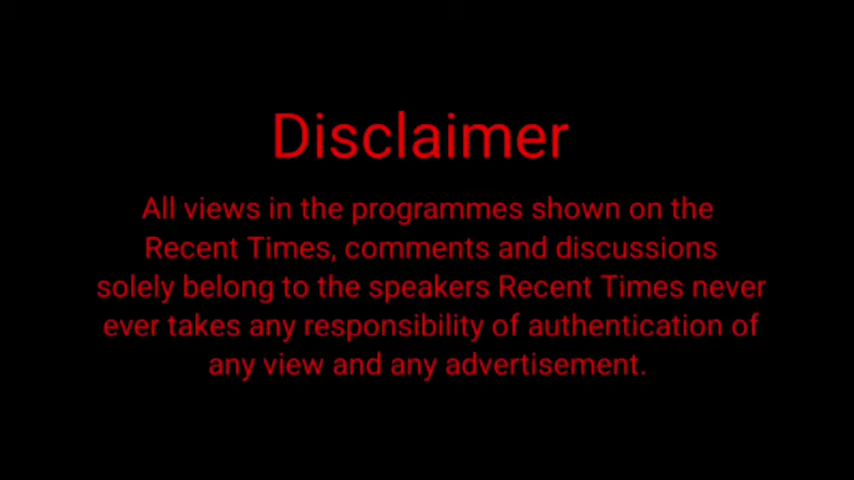 Disclaimer
All views in the programmes shown on the
Recent Times, comments and discussions
solely belong to the speakers Recent Times never
ever takes any responsibility of authentication of
any view and any advertisement.